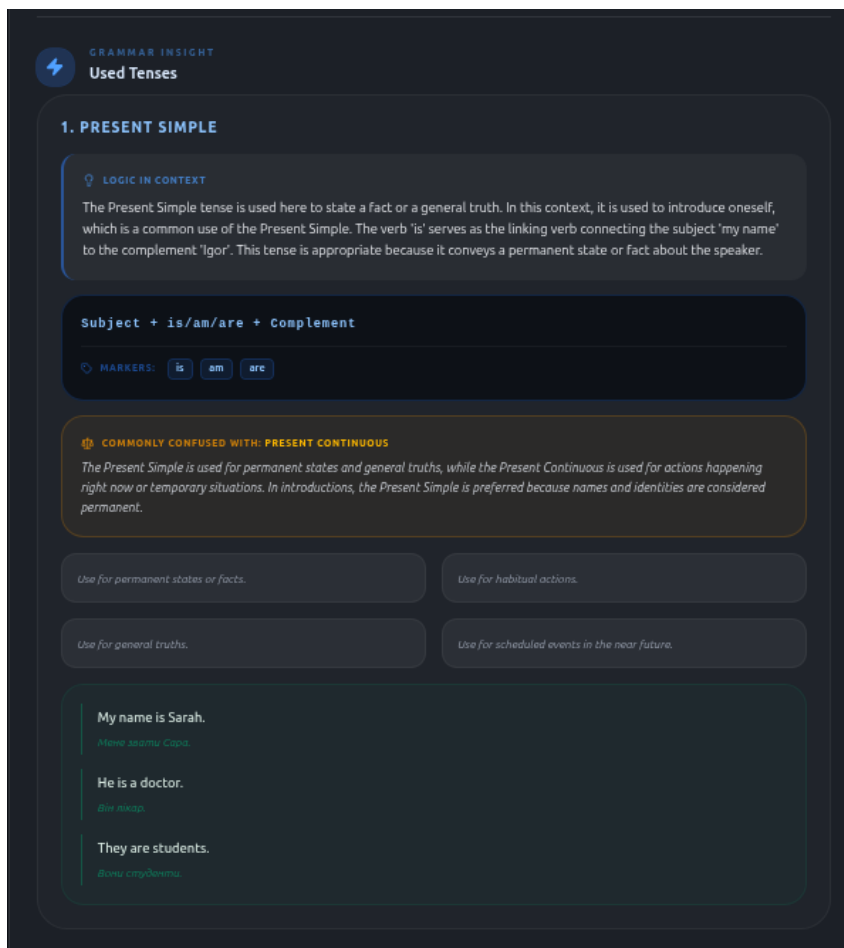 GRAMMAR INSIGHT
Used Tenses
1. PRESENT SIMPLE
LOGIC IN CONTEXT
The Present Simple tense is used here to state a fact or a general truth. In this context, it is used to introduce oneself,
which is a common use of the Present Simple. The verb 'is' serves as the linking verb connecting the subject 'my name'
to the complement 'Igor'. This tense is appropriate because it conveys a permanent state or fact about the speaker.
Subject + is/am/are + Complement
MARKERS: is am are
COMMONLY CONFUSED WITH: PRESENT CONTINUOUS
The Present Simple is used for permanent states and general truths, while the Present Continuous is used for actions happening
right now or temporary situations. In introductions, the Present Simple is preferred because names and identities are considered
permanent.
Use for permanent states or facts.
Use for habitual actions.
Use for general truths.
Use for scheduled events in the near future.
My name is Sarah.
Мене звати Сара.
He is a doctor.
Він лікар.
They are students.
Вони студенти.